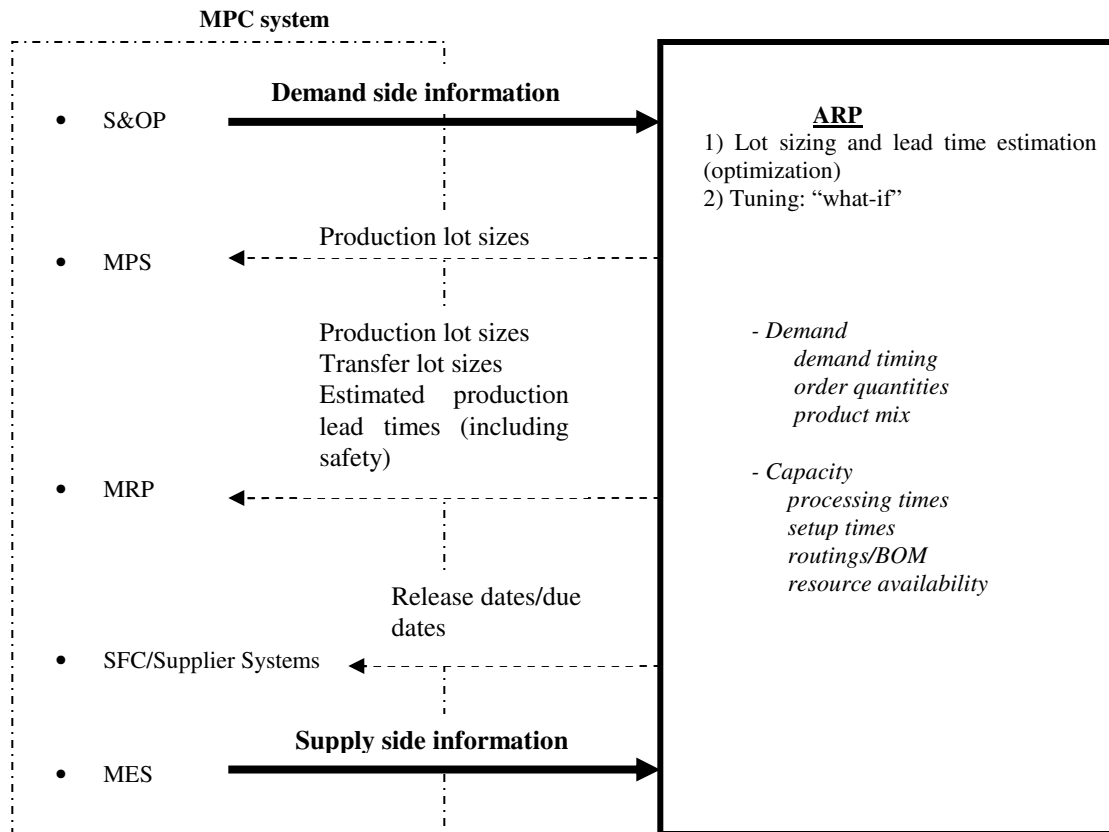 MPC system
Demand side information
• S&OP
ARP
1) Lot sizing and lead time estimation
(optimization)
2) Tuning: “what-if”
Production lot sizes
• MPS
Production lot sizes
Transfer lot sizes
Estimated production
lead times (including
safety)
- Demand
demand timing
order quantities
product mix
• MRP
- Capacity
processing times
setup times
routings/BOM
resource availability
Release dates/due
dates
• SFC/Supplier Systems
Supply side information
• MES